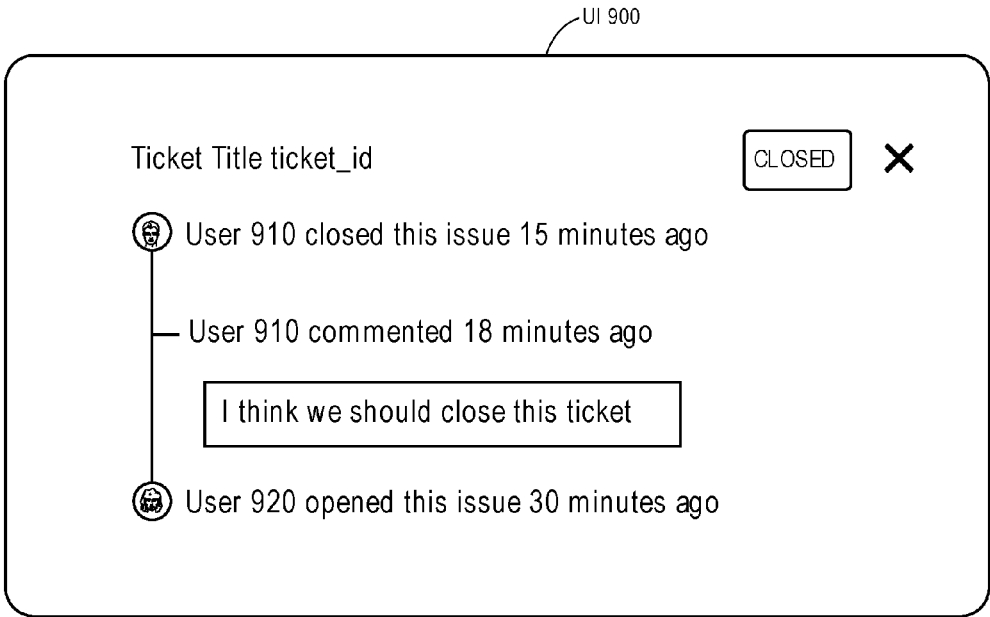 UI 900
Ticket Title ticket_id
CLOSED
User 910 closed this issue 15 minutes ago
User 910 commented 18 minutes ago
I think we should close this ticket
User 920 opened this issue 30 minutes ago